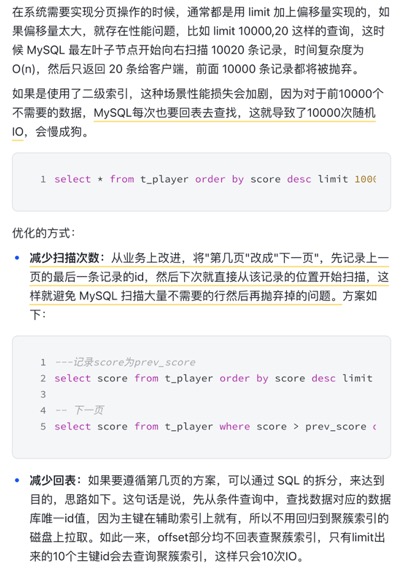 在系统需要实现分页操作的时候，通常都是用 limit 加上偏移量实现的，如
果偏移量太大，就存在性能问题，比如 limit 10000,20 这样的查询，这时
候 MySQL 最在叶子节点开始向右扫描 10020 条记录，时间复杂度为
O(n)，然后只返回 20 条给客户端，前面 10000 条记录都将被抛弃。
如果是使用了二级索引，这种场景性能损失会加剧，因为对于前10000个
不需要的数据，MySQL每次也要回表去查找，这就导致了10000次随机
IO，会慢成狗。
1 select * from t_player order by score desc limit 1000
优化的方式：
• 减少扫描次数：从业务上改进，将"第几页"改成"下一页"，先记录上一
页的最后一条记录的id，然后下次就直接从该记录的位置开始扫描，这
样就避免 MySQL 扫描大量不需要的行然后再抛弃掉的问题。方案如
下：
1 ---记录score为prev_score
2 select score from t_player order by score desc limit
3
4 -- 下一页
5 select score from t_player where score > prev_score
• 减少回表：如果要遵循第几页的方案，可以通过 SQL 的拆分，来达到
目的，思路如下。这句话是说，先从条件查询中，查找数据对应的数据
库唯一id值，因为主键在辅助索引上就有，所以不用回归到聚簇索引的
磁盘上拉取。如此一来，offset部分均不回表查聚簇索引，只有limit出
来的10个主键id会去查询聚簇索引，这样只会10次IO。